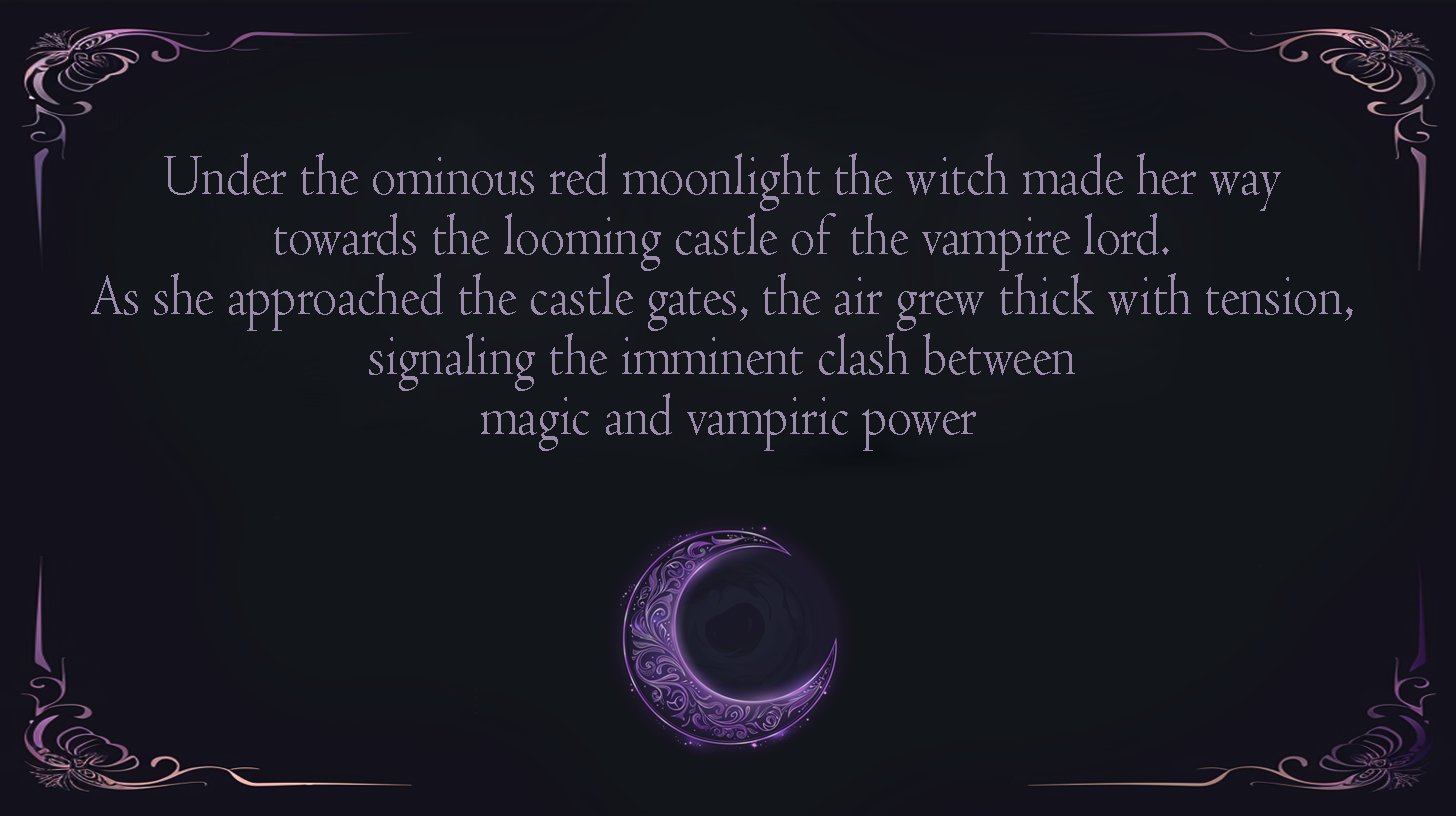 Under the ominous red moonlight the witch made her way
towards the looming castle of the vampire lord.
As she approached the castle gates, the air grew thick with tension,
signaling the imminent clash between
magic and vampiric power